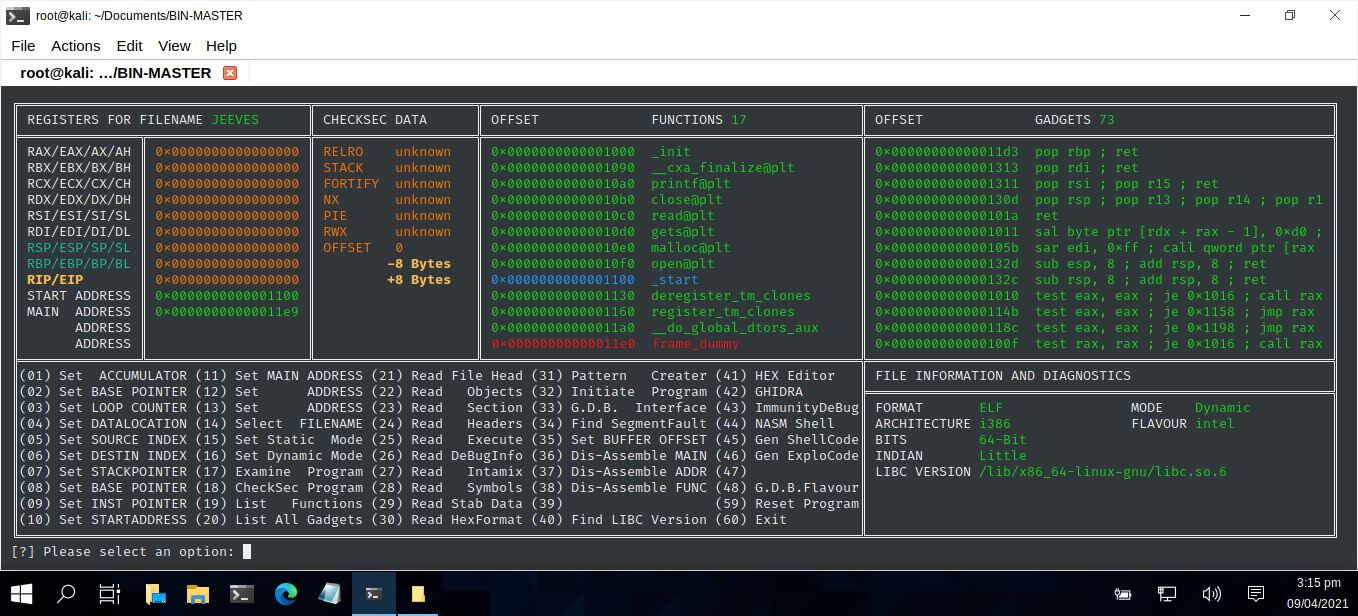 root@kali: ~/Documents/BIN-MASTER
File Actions Edit View Help
root@kali: …/BIN-MASTER
REGISTERS FOR FILENAME JEEVES CHECKSEC DATA OFFSET FUNCTIONS 17 OFFSET GADGETS 73
RAX/EAX/AX/AH 0×0000000000000000 RELRO unknown 0×0000000000001000 _init 0×00000000000011d3 pop rbp ; ret
RBX/EBX/BX/BH 0×0000000000000000 STACK unknown 0×0000000000001090 __cxa_finalize@plt 0×0000000000001313 pop rdi ; ret
RCX/ECX/CX/CH 0×0000000000000000 FORTIFY unknown 0×00000000000010a0 printf@plt 0×0000000000001311 pop rsi ; pop r15 ; ret
RDX/EDX/DX/DH 0×0000000000000000 NX unknown 0×00000000000010b0 close@plt 0×000000000000130d pop rsp ; pop r13 ; pop r14 ; pop r1
RSI/ESI/SI/SL 0×0000000000000000 PIE unknown 0×00000000000010c0 read@plt 0×000000000000101a ret
RDI/EDI/DI/DL 0×0000000000000000 RWX unknown 0×00000000000010d0 gets@plt 0×0000000000001011 sal byte ptr [rdx + rax - 1], 0×d0 ;
RSP/ESP/SP/SL 0×0000000000000000 OFFSET 0 0×00000000000010e0 malloc@plt 0×000000000000105b sar edi, 0×ff ; call qword ptr [rax
RBP/EBP/BP/BL 0×0000000000000000 -8 Bytes 0×00000000000010f0 open@plt 0×000000000000132d sub esp, 8 ; add rsp, 8 ; ret
RIP/EIP 0×0000000000000000 +8 Bytes 0×0000000000001100 _start 0×000000000000132c sub rsp, 8 ; add rsp, 8 ; ret
START ADDRESS 0×0000000000001100 0×0000000000001130 deregister_tm_clones 0×0000000000001010 test eax, eax ; je 0×1016 ; call rax
MAIN ADDRESS 0×00000000000011e9 0×0000000000001160 register_tm_clones 0×000000000000114b test eax, eax ; je 0×1158 ; jmp rax
ADDRESS 0×00000000000011a0 __do_global_dtors_aux 0×000000000000118c test eax, eax ; je 0×1198 ; jmp rax
ADDRESS 0×00000000000011e0 frame_dummy 0×000000000000100f test rax, rax ; je 0×1016 ; call rax
(01) Set ACCUMULATOR (11) Set MAIN ADDRESS (21) Read File Head (31) Pattern Creater (41) HEX Editor FILE INFORMATION AND DIAGNOSTICS
(02) Set BASE POINTER (12) Set ADDRESS (22) Read Objects (32) Initiate Program (42) GHIDRA
(03) Set LOOP COUNTER (13) Set ADDRESS (23) Read Section (33) G.D.B. Interface (43) ImmunityDeBug FORMAT ELF MODE Dynamic
(04) Set DATALOCATION (14) Select FILENAME (24) Read Headers (34) Find SegmentFault (44) NASM Shell ARCHITECTURE i386 FLAVOUR intel
(05) Set SOURCE INDEX (15) Set Static Mode (25) Read Execute (35) Set BUFFER OFFSET (45) Gen ShellCode BITS 64-Bit
(06) Set DESTIN INDEX (16) Set Dynamic Mode (26) Read DeBugInfo (36) Dis-Assemble MAIN (46) Gen ExploCode INDIAN Little
(07) Set STACKPOINTER (17) Examine Program (27) Read Intamix (37) Dis-Assemble ADDR (47) LIBC VERSION /lib/x86_64-linux-gnu/libc.so.6
(08) Set BASE POINTER (18) CheckSec Program (28) Read Symbols (38) Dis-Assemble FUNC (48) G.D.B.Flavour
(09) Set INST POINTER (19) List Functions (29) Read Stab Data (39) (59) Reset Program
(10) Set STARTADDRESS (20) List All Gadgets (30) Read HexFormat (40) Find LIBC Version (60) Exit
[?] Please select an option:
3:15 pm
09/04/2021